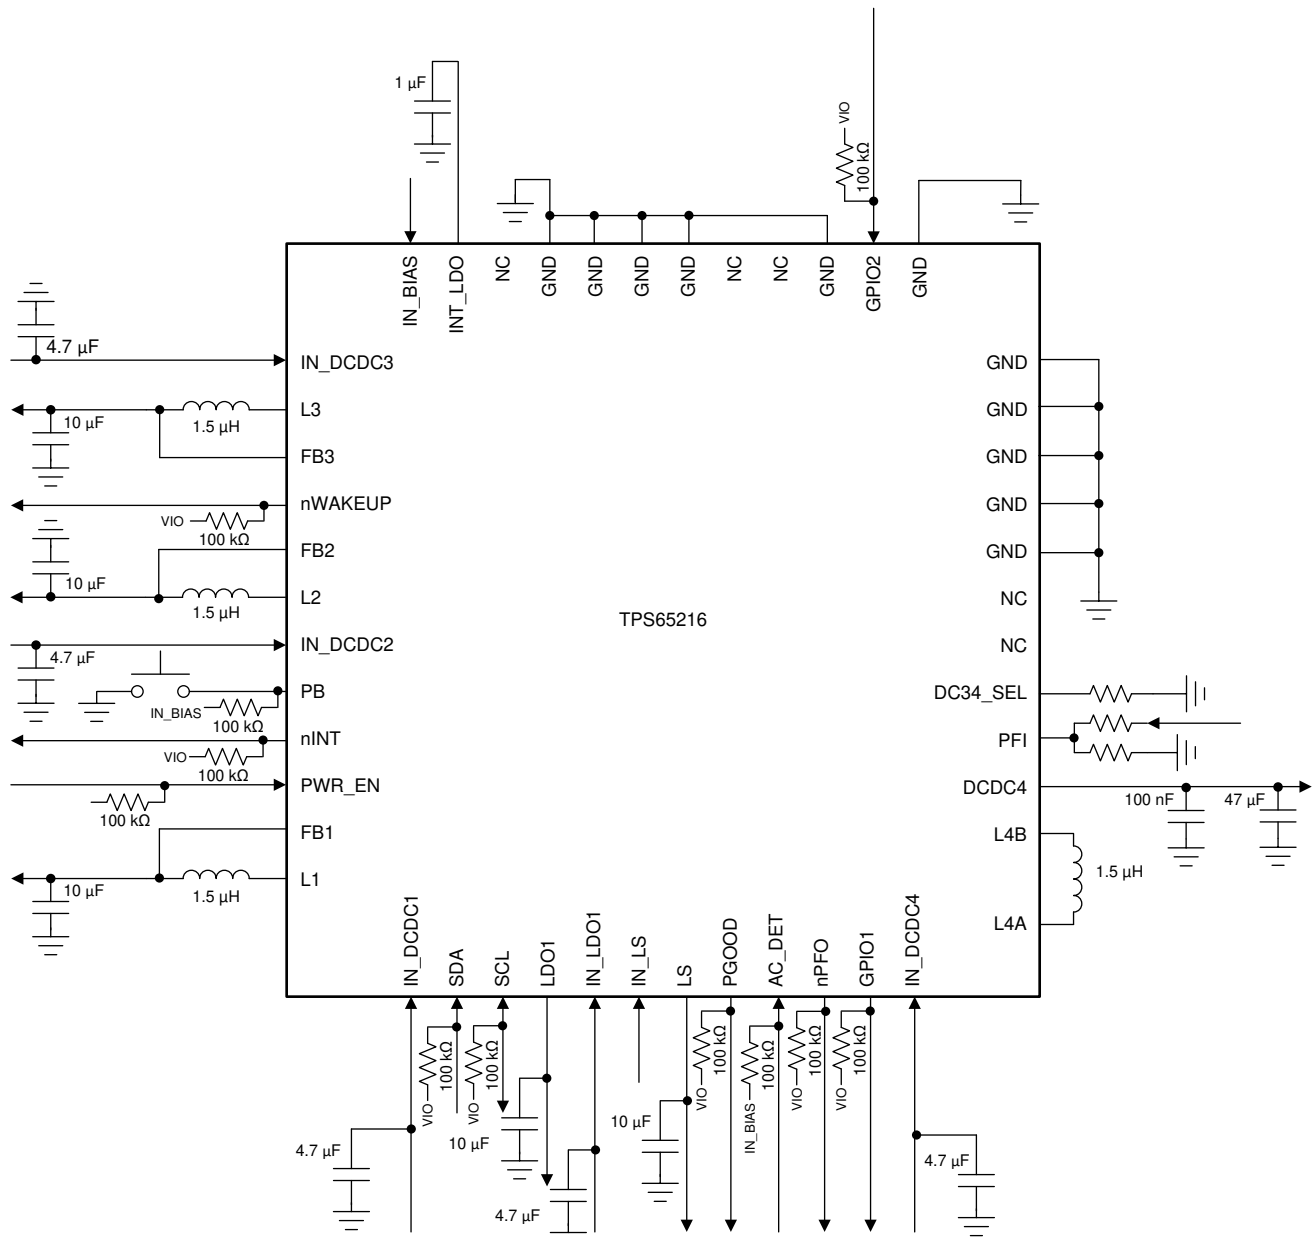 1 µF
VIO
100 kΩ
IN_BIAS
INT_LDO
NC
GND
GND
GND
GND
NC
NC
GND
GPIO2
GND
4.7 µF
IN_DCDC3
L3
10 µF
1.5 µH
FB3
nWAKEUP
VIO
100 kΩ
FB2
10 µF
L2
1.5 µH
IN_DCDC2
4.7 µF
PB
IN_BIAS
100 kΩ
nINT
VIO
100 kΩ
PWR_EN
100 kΩ
FB1
L1
10 µF
1.5 µH
TPS65216
GND
GND
GND
GND
GND
NC
NC
DC34_SEL
PFI
DCDC4
100 nF
47 µF
L4B
1.5 µH
L4A
IN_DCDC1
SDA
SCL
LDO1
IN_LDO1
IN_LS
LS
PGOOD
AC_DET
nPFO
GPIO1
IN_DCDC4
4.7 µF
VIO
100 kΩ
VIO
100 kΩ
10 µF
4.7 µF
10 µF
VIO
100 kΩ
IN_BIAS
100 kΩ
VIO
100 kΩ
VIO
100 kΩ
4.7 µF